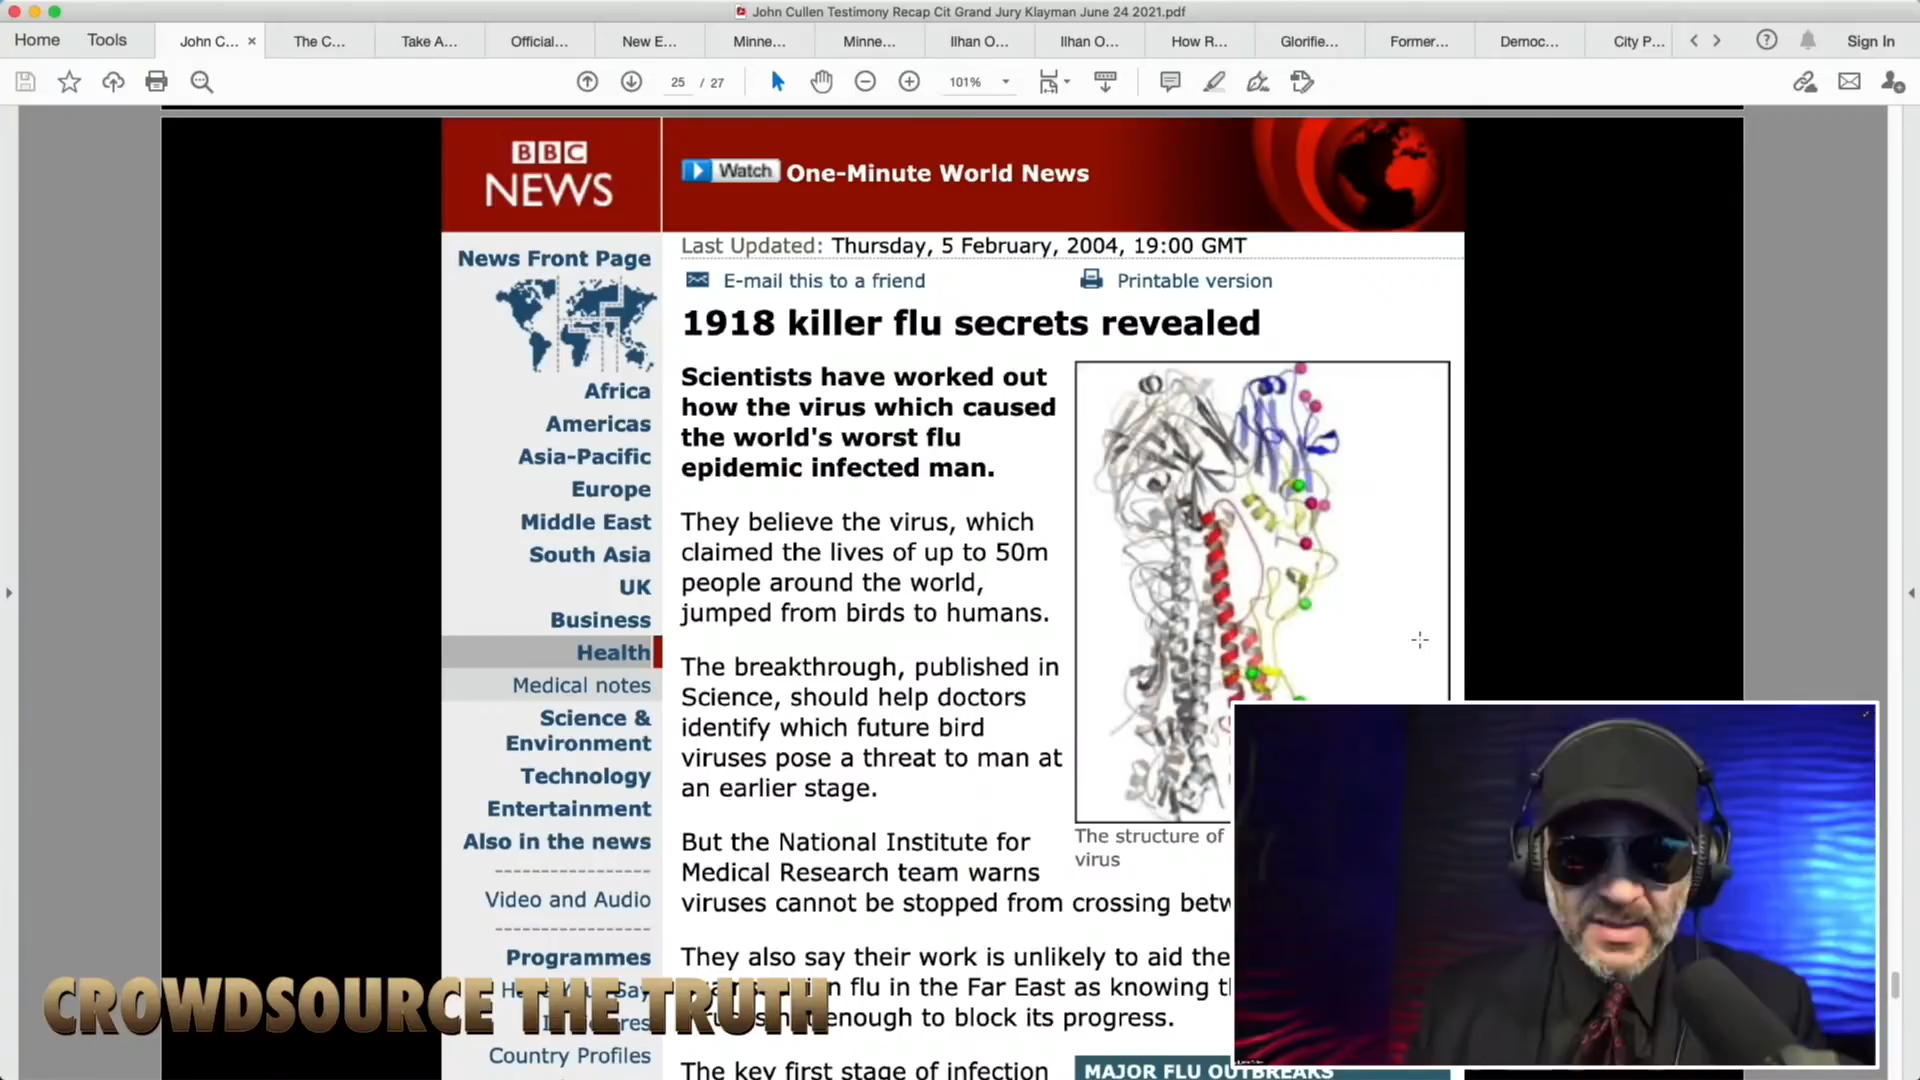 John Cullen Testimony Recap Cit Grand Jury Klayman June 24 2021.pdf
Home Tools John C... × The C... Take A... Official... New E... Minne... Minne... Ilhan O... Ilhan O... How R... Glorifie... Former... Democ... City P... Sign In
25 / 27 101%
BBC
NEWS
Watch One-Minute World News
Last Updated: Thursday, 5 February, 2004, 19:00 GMT
E-mail this to a friend Printable version
1918 killer flu secrets revealed
Scientists have worked out
how the virus which caused
the world's worst flu
epidemic infected man.
They believe the virus, which
claimed the lives of up to 50m
people around the world,
jumped from birds to humans.
The breakthrough, published in
Science, should help doctors
identify which future bird
viruses pose a threat to man at
an earlier stage.
But the National Institute for
Medical Research team warns
viruses cannot be stopped from crossing
They also say their work is unlikely to aid the
flu in the Far East as knowing
enough to block its progress.
The key first stage of infection
The structure of
virus
MAJOR FLU OUTBREAKS
News Front Page
Africa
Americas
Asia-Pacific
Europe
Middle East
South Asia
UK
Business
Health
Medical notes
Science &
Environment
Technology
Entertainment
Also in the news
Video and Audio
Programmes
Country Profiles
CROWDSOURCE THE TRUTH